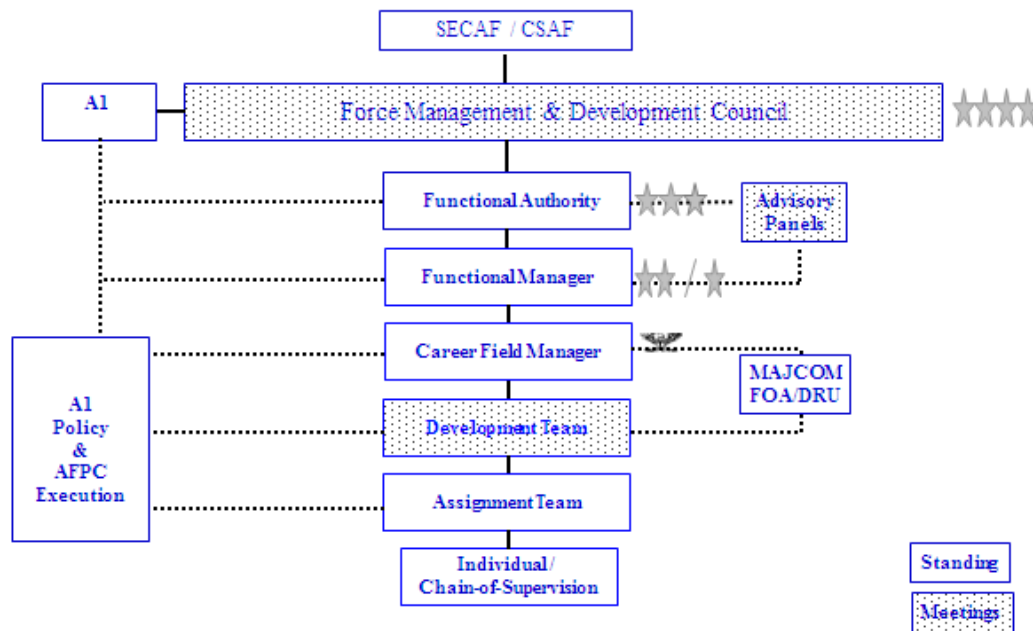 SECAF / CSAF
A1
Force Management & Development Council
Functional Authority
Advisory
Panels
Functional Manager
/
Career Field Manager
MAJCOM
FOA/DRU
A1
Policy
&
AFPC
Execution
Development Team
Assignment Team
Individual /
Chain-of-Supervision
Standing
Meetings